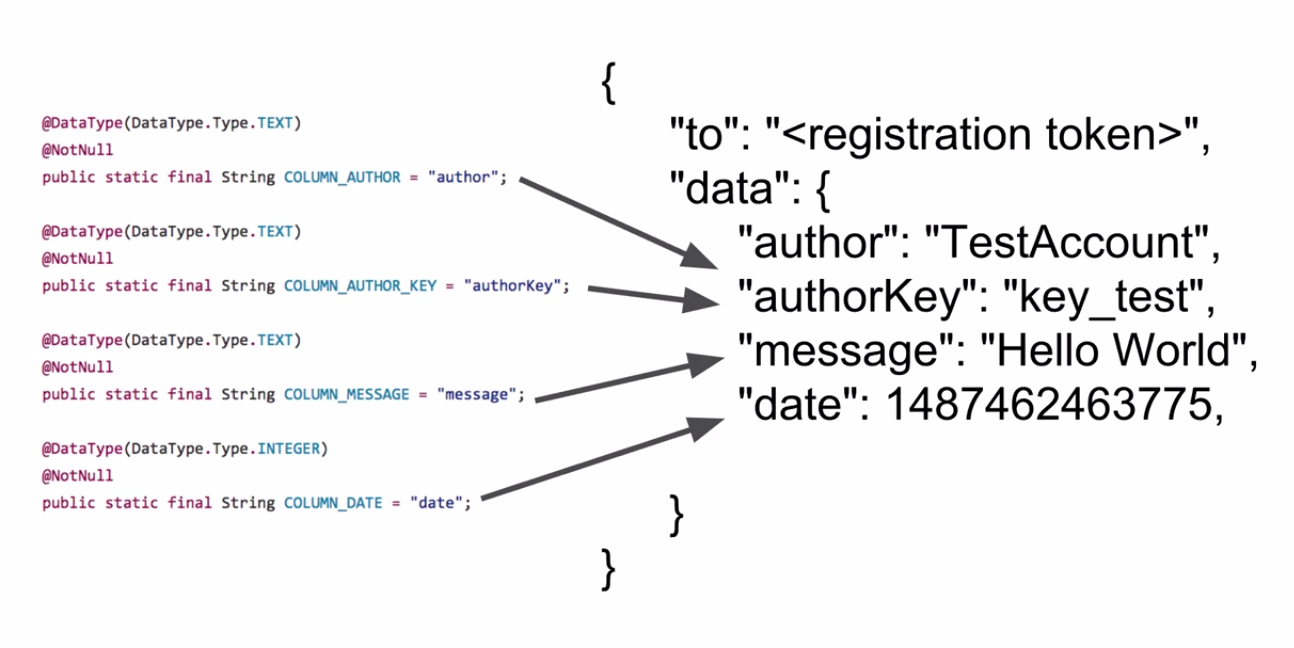 @DataType(DataType.Type.TEXT)
@NotNull
public static final String COLUMN_AUTHOR = "author";
@DataType(DataType.Type.TEXT)
@NotNull
public static final String COLUMN_AUTHOR_KEY = "authorKey";
@DataType(DataType.Type.TEXT)
@NotNull
public static final String COLUMN_MESSAGE = "message";
@DataType(DataType.Type.INTEGER)
@NotNull
public static final String COLUMN_DATE = "date";
{
"to": "<registration token>",
"data": {
"author": "TestAccount",
"authorKey": "key_test",
"message": "Hello World",
"date": 1487462463775,
}
}